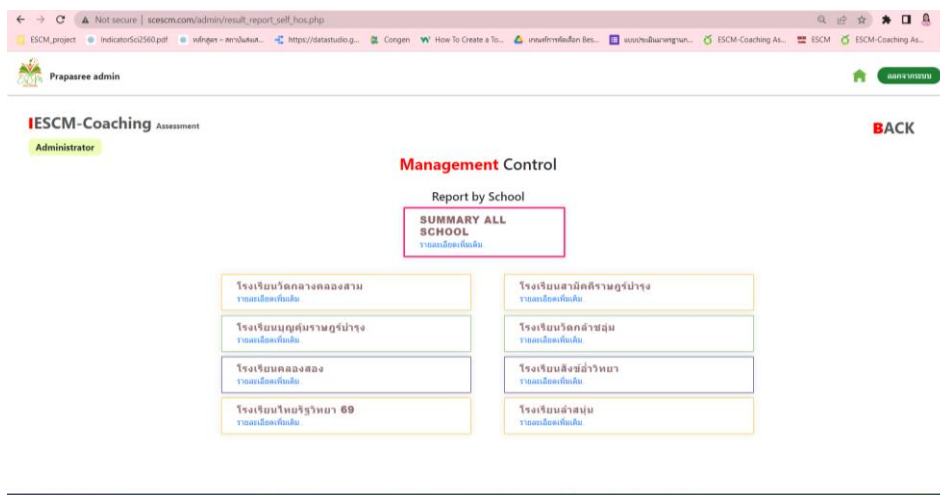 Not secure | scescm.com/admin/result_report_self_hos.php
ESCM_project
IndicatorSci2560.pdf
https://datastudio.g...
Congen
How To Create a To...
ESCM-Coaching As...
ESCM
ESCM-Coaching As...
Prapasree admin
ออกจากระบบ
IESCM-Coaching Assessment
BACK
Administrator
Management Control
Report by School
SUMMARY ALL
SCHOOL
รายละเอียดเพิ่มเติม
โรงเรียนวัดกลางคลองสาม
รายละเอียดเพิ่มเติม
โรงเรียนสามัคคีราษฎร์บำรุง
รายละเอียดเพิ่มเติม
โรงเรียนบุญคุ้มราษฎร์บำรุง
รายละเอียดเพิ่มเติม
โรงเรียนวัดกล้าชอุ่ม
รายละเอียดเพิ่มเติม
โรงเรียนคลองสอง
รายละเอียดเพิ่มเติม
โรงเรียนสังข์อ่ำวิทยา
รายละเอียดเพิ่มเติม
โรงเรียนไทยรัฐวิทยา 69
รายละเอียดเพิ่มเติม
โรงเรียนลำสนุ่น
รายละเอียดเพิ่มเติม